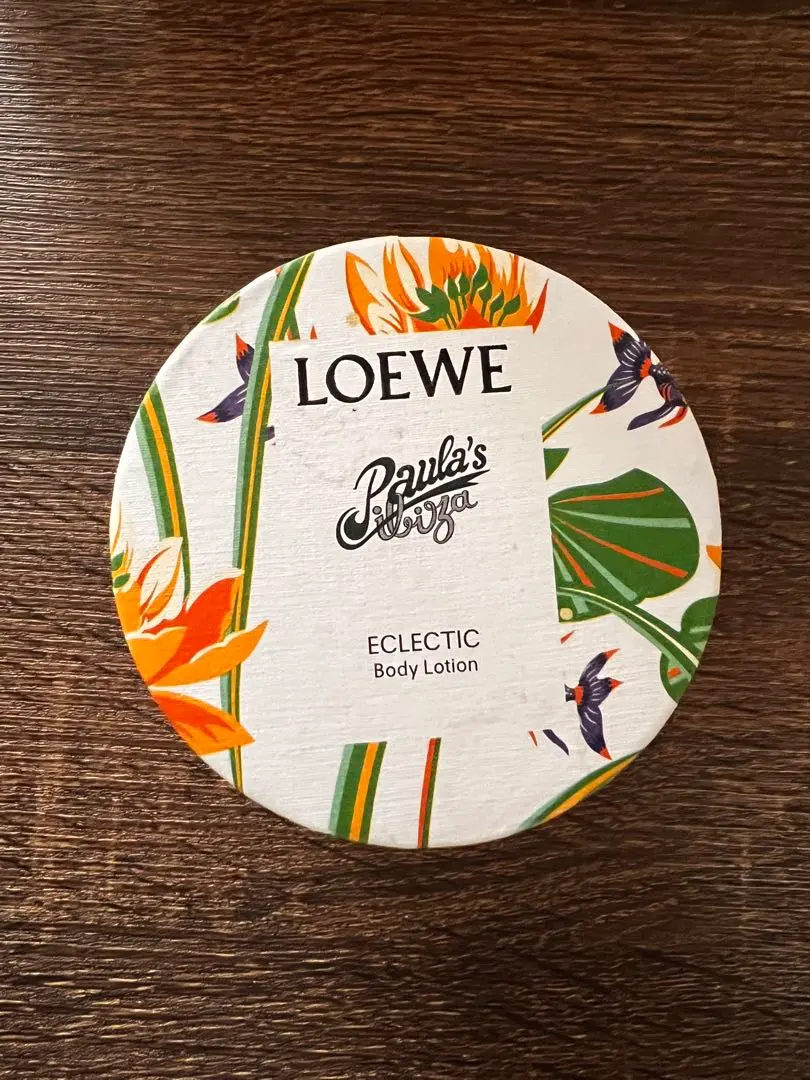 LOEWE
Paula's
ibiza
ECLECTIC
Body Lotion